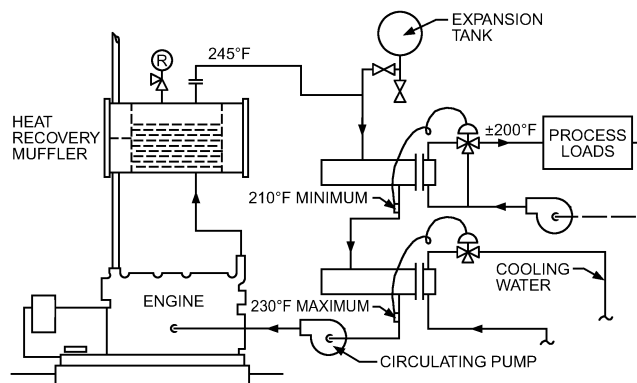 EXPANSION
TANK
245°F
R
HEAT
RECOVERY
MUFFLER
±200°F
PROCESS
LOADS
210°F MINIMUM
COOLING
WATER
ENGINE
230°F MAXIMUM
CIRCULATING PUMP